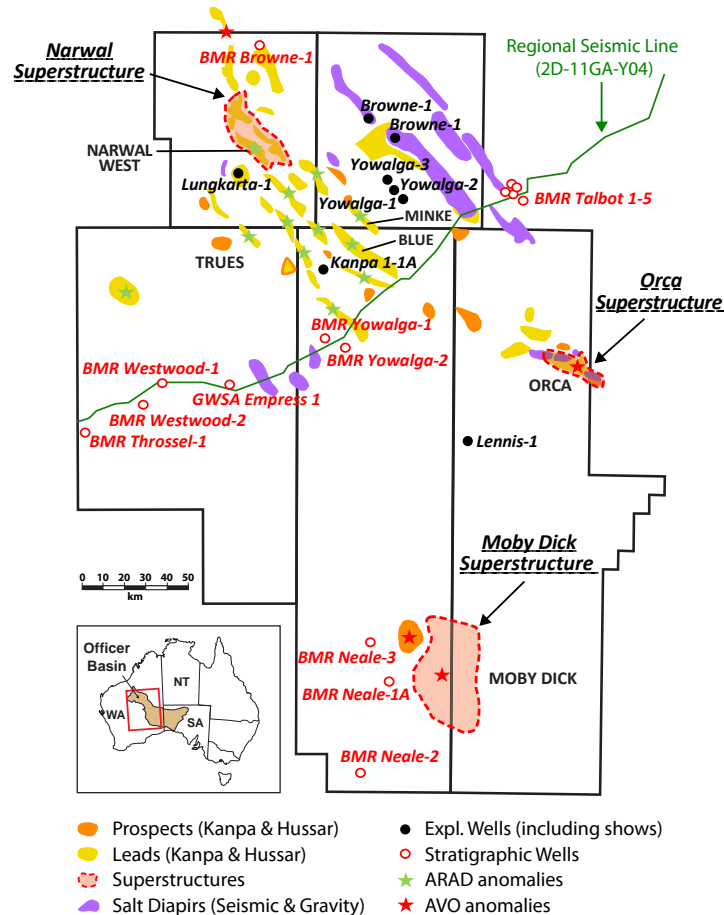 Narwal
Superstructure
BMR Browne-1
Regional Seismic Line
(2D-11GA-Y04)
Browne-1
Browne-1
NARWAL
WEST
Lungkarta-1
Yowalga-3
Yowalga-2
Yowalga-1
BMR Talbot 1-5
MINKE
BLUE
TRUES
Kanpa 1-1A
Orca
Superstructure
BMR Yowalga-1
BMR Yowalga-2
BMR Westwood-1
GWSA Empress 1
ORCA
BMR Westwood-2
BMR Throssel-1
Lennis-1
Moby Dick
Superstructure
0 10 20 30 40 50
km
Officer
Basin
NT
WA
SA
BMR Neale-3
BMR Neale-1A
MOBY DICK
BMR Neale-2
Prospects (Kanpa & Hussar)
Leads (Kanpa & Hussar)
Superstructures
Salt Diapirs (Seismic & Gravity)
Expl. Wells (including shows)
Stratigraphic Wells
ARAD anomalies
AVO anomalies